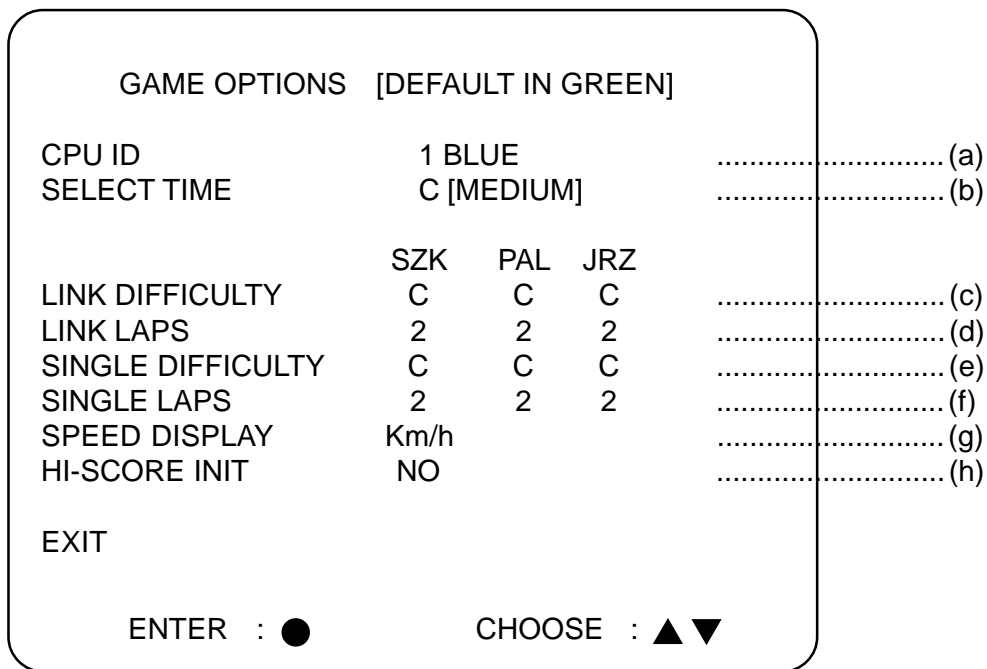 GAME OPTIONS [DEFAULT IN GREEN]
CPU ID 1 BLUE ............................ (a)
SELECT TIME C [MEDIUM] ............................ (b)
SZK PAL JRZ
LINK DIFFICULTY C C C ............................ (c)
LINK LAPS 2 2 2 ............................ (d)
SINGLE DIFFICULTY C C C ............................ (e)
SINGLE LAPS 2 2 2 ............................ (f)
SPEED DISPLAY Km/h ............................ (g)
HI-SCORE INIT NO ............................ (h)
EXIT
ENTER : ● CHOOSE : ▲▼